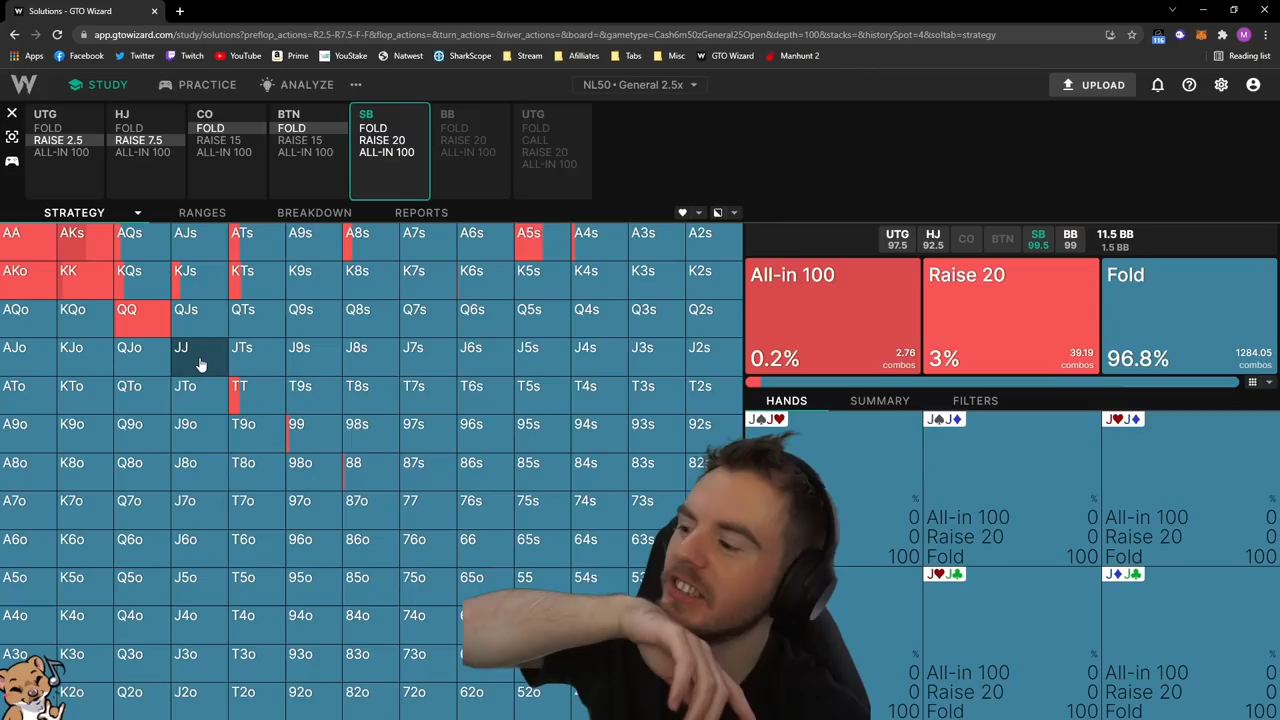 Solutions - GTO Wizard
app.gtowizard.com/study/solutions?preflop_actions=R2.5-R7.5-F-F&flop_actions=&turn_actions=&river_actions=&board=&gametype=Cash6m50zGeneral25Open&depth=100&stacks=&historySpot=4&soltab=strategy
116
M
Apps Facebook Twitter Twitch YouTube Prime YouStake Natwest SharkScope Stream Afilliates Tabs Misc GTO Wizard Manhunt 2 Reading list
W STUDY PRACTICE ANALYZE NL50 • General 2.5x UPLOAD
UTG HJ CO BTN SB BB UTG
FOLD FOLD FOLD FOLD FOLD FOLD FOLD
RAISE 2.5 RAISE 7.5 RAISE 15 RAISE 15 RAISE 20 RAISE 20 CALL
ALL-IN 100 ALL-IN 100 ALL-IN 100 ALL-IN 100 ALL-IN 100 ALL-IN 100 RAISE 20
ALL-IN 100
STRATEGY RANGES BREAKDOWN REPORTS
AA AKs AQs AJs ATs A9s A8s A7s A6s A5s A4s A3s A2s
AKo KK KQs KJs KTs K9s K8s K7s K6s K5s K4s K3s K2s
AQo KQo QQ QJs QTs Q9s Q8s Q7s Q6s Q5s Q4s Q3s Q2s
AJo KJo QJo JJ JTs J9s J8s J7s J6s J5s J4s J3s J2s
ATo KTo QTo JTo TT T9s T8s T7s T6s T5s T4s T3s T2s
A9o K9o Q9o J9o T9o 99 98s 97s 96s 95s 94s 93s 92s
A8o K8o Q8o J8o T8o 98o 88 87s 86s 85s 84s 83s 82
A7o K7o Q7o J7o T7o 97o 87o 77 76s 75s 74s 73s
A6o K6o Q6o J6o T6o 96o 86o 76o 66 65s 64s 63s
A5o K5o Q5o J5o T5o 95o 85o 75o 65o 55 54s 53s
A4o K4o Q4o J4o T4o 94o 84o 74o
A3o K3o Q3o J3o T3o 93o 83o 73o
K2o Q2o J2o T2o 92o 82o 72o 62o 52o
UTG HJ CO BTN SB BB 11.5 BB
97.5 92.5 99.5 99 1.5 BB
All-in 100 Raise 20 Fold
0.2% 2.76 combos 3% 39.19 combos 96.8% 1284.05 combos
HANDS SUMMARY FILTERS
J♠J♥ J♠J♦ J♥J♦
% % %
0 All-in 100 0 All-in 100 0
0 Raise 20 0 Raise 20 0
100 Fold 100 Fold 100
J♥J♣ J♦J♣
% %
All-in 100 0 All-in 100 0
Raise 20 0 Raise 20 0
Fold 100 Fold 100